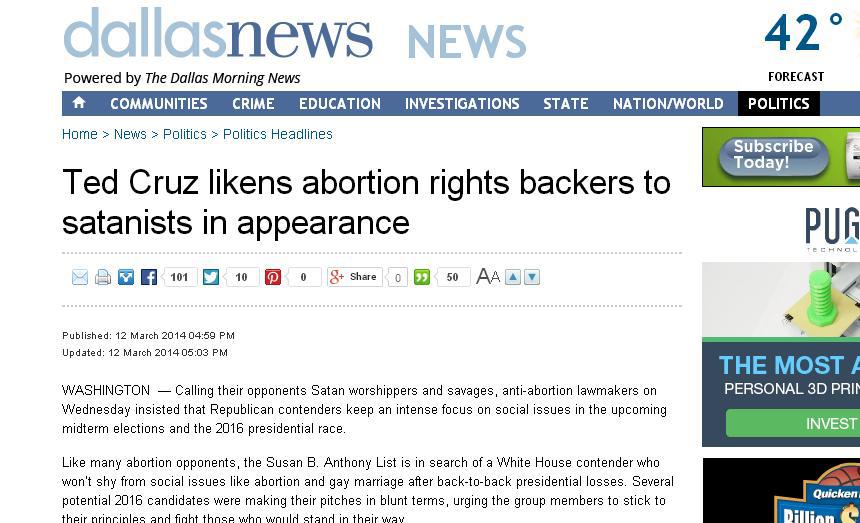 dallasnews NEWS
42°
Powered by The Dallas Morning News
FORECAST
COMMUNITIES CRIME EDUCATION INVESTIGATIONS STATE NATION/WORLD POLITICS
Home > News > Politics > Politics Headlines
Subscribe
Today!
Ted Cruz likens abortion rights backers to
satanists in appearance
PUG
TECHNOL
101 10 0 g+ Share 0 50 AA
Published: 12 March 2014 04:59 PM
Updated: 12 March 2014 05:03 PM
THE MOST A
PERSONAL 3D PRIN
INVEST
WASHINGTON — Calling their opponents Satan worshippers and savages, anti-abortion lawmakers on
Wednesday insisted that Republican contenders keep an intense focus on social issues in the upcoming
midterm elections and the 2016 presidential race.
Like many abortion opponents, the Susan B. Anthony List is in search of a White House contender who
won't shy from social issues like abortion and gay marriage after back-to-back presidential losses. Several
potential 2016 candidates were making their pitches in blunt terms, urging the group members to stick to
their principles and fight those who would stand in their way.
Quicken
Billion $